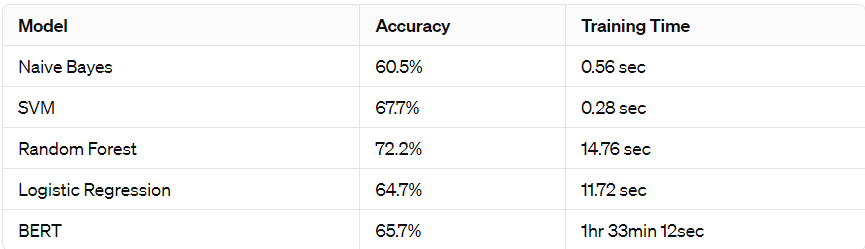 Model Accuracy Training Time
Naive Bayes 60.5% 0.56 sec
SVM 67.7% 0.28 sec
Random Forest 72.2% 14.76 sec
Logistic Regression 64.7% 11.72 sec
BERT 65.7% 1hr 33min 12sec